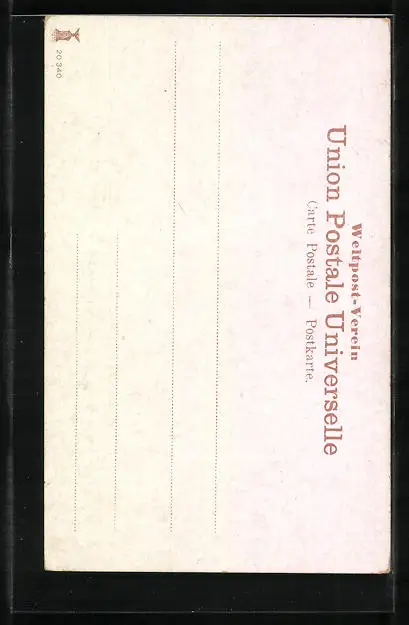 Weltpost-Verein
Union Postale Universelle
Carte Postale — Postkarte.
20 340